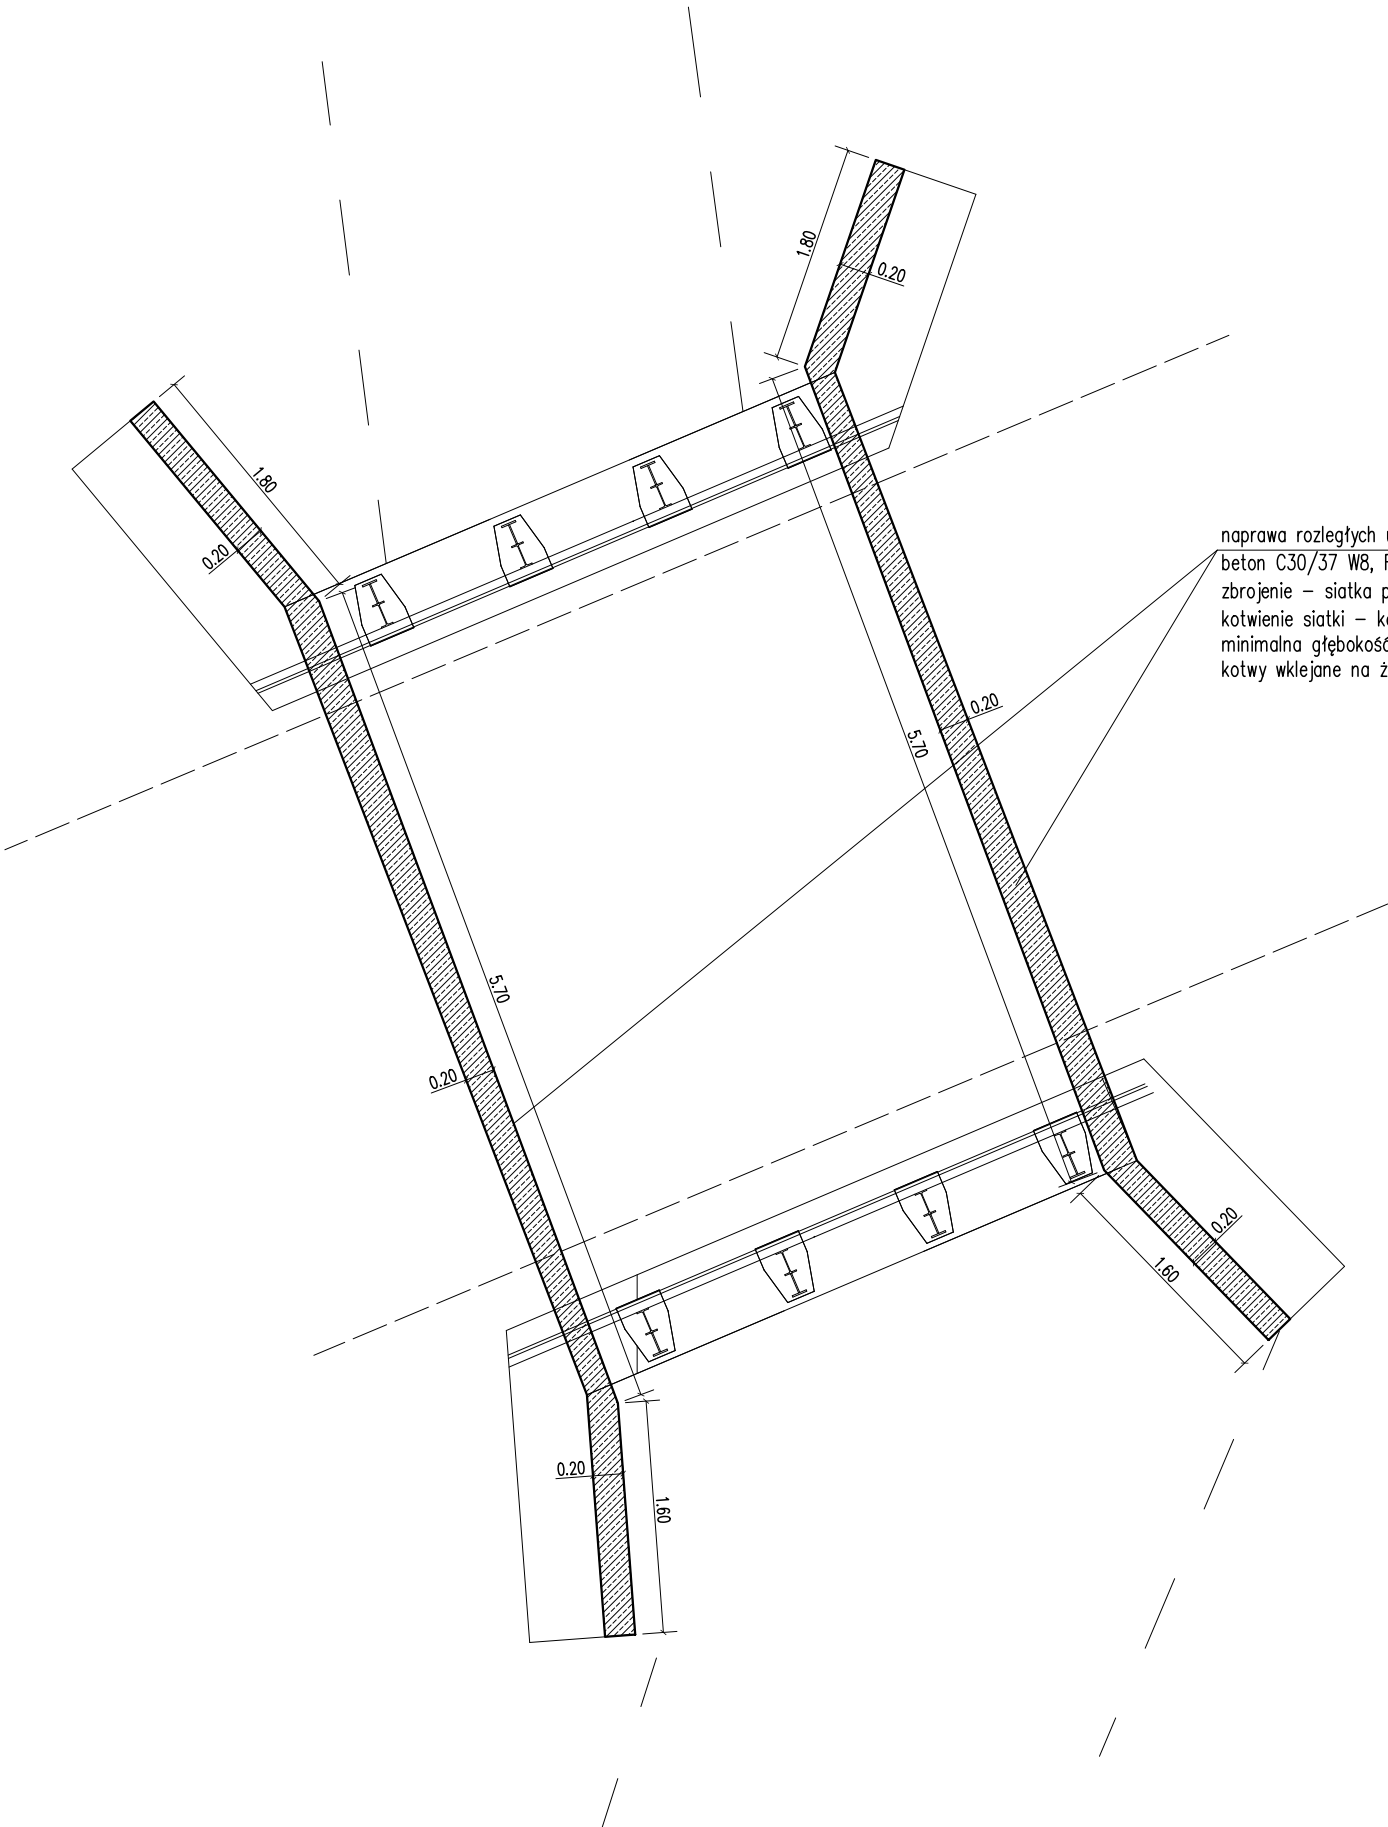 1.80
0.20
1.80
0.20
naprawa rozległych
beton C30/37 W8,
zbrojenie – siatka
kotwienie siatki –
minimalna głębokość
kotwy wklejane na
0.20
5.70
5.70
0.20
0.20
1.60
0.20
1.60